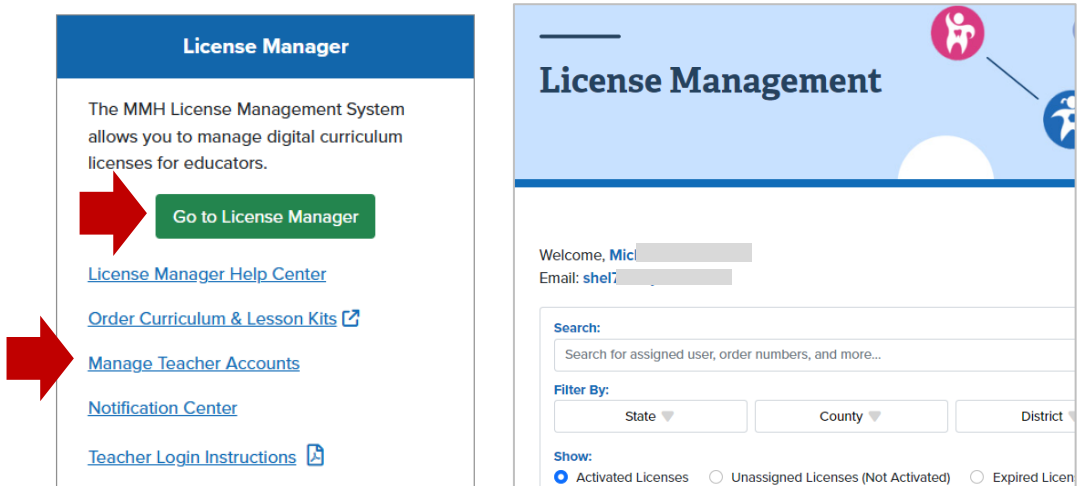 License Manager
The MMH License Management System
allows you to manage digital curriculum
licenses for educators.
Go to License Manager
License Manager Help Center
Order Curriculum & Lesson Kits
Manage Teacher Accounts
Notification Center
Teacher Login Instructions
License Management
Welcome,
Email:
Search:
Search for assigned user, order numbers, and more...
Filter By:
State County District
Show:
Activated Licenses Unassigned Licenses (Not Activated) Expired